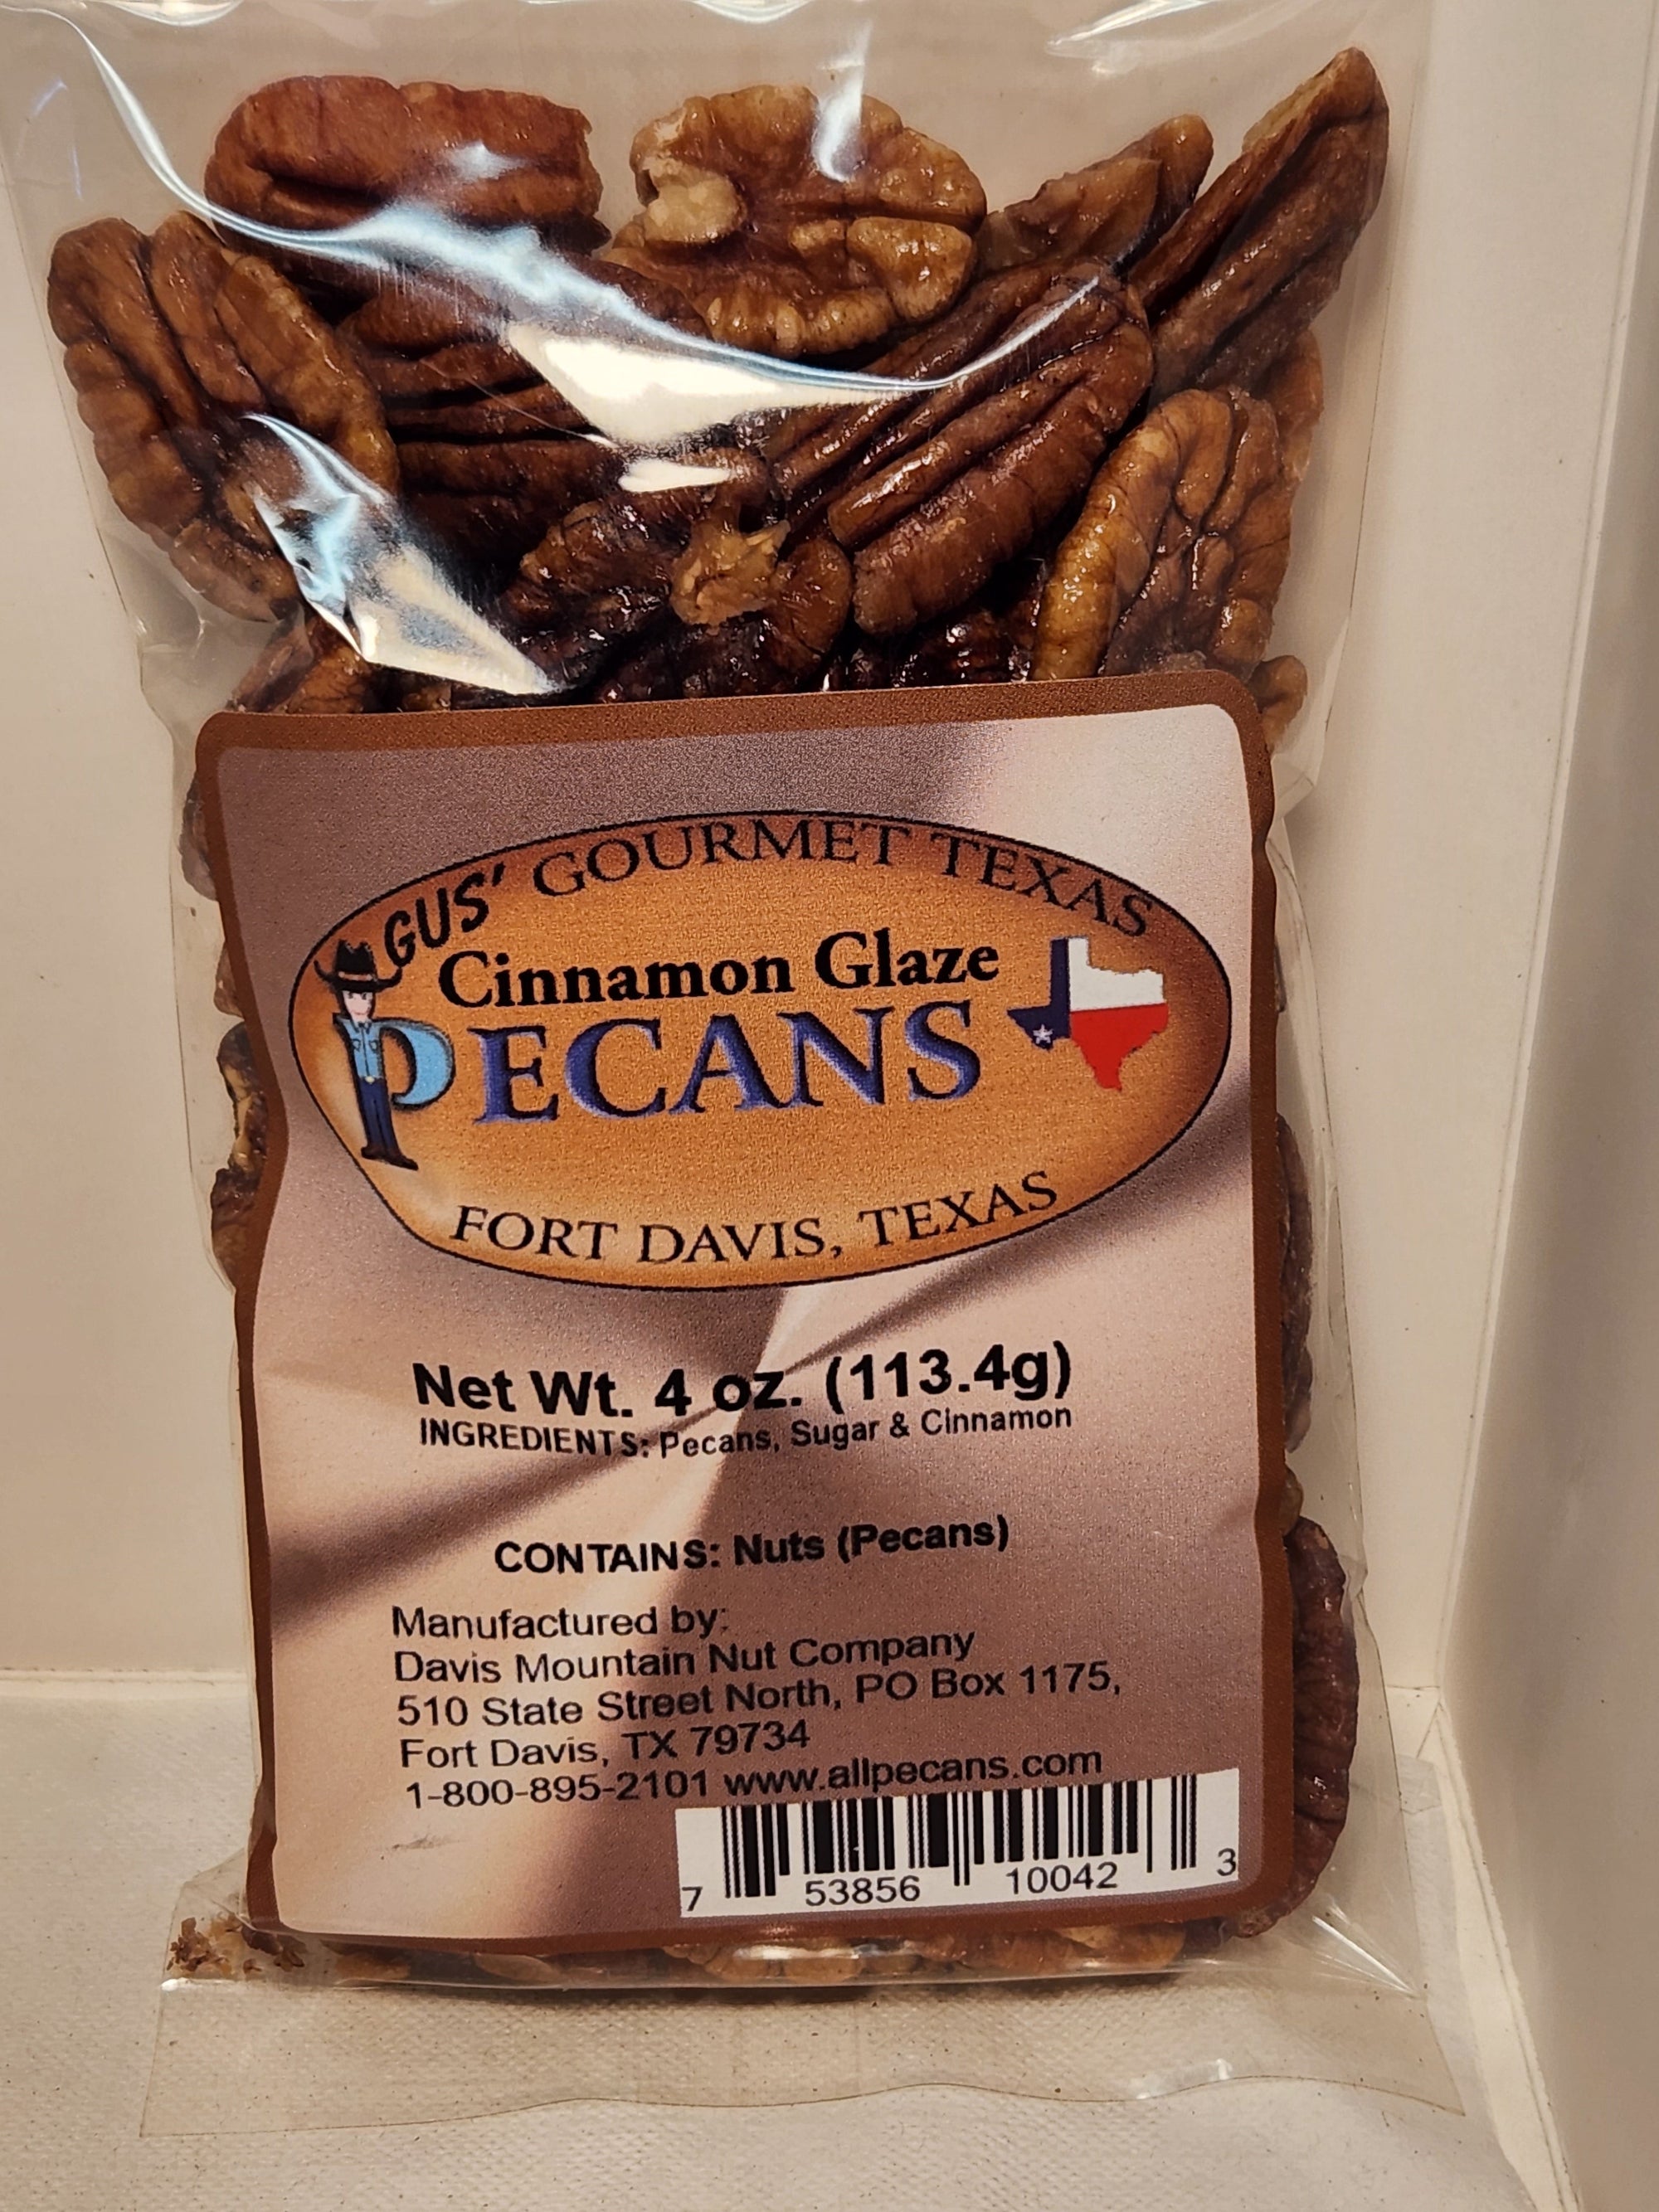 GUS' GOURMET TEXAS
Cinnamon Glaze
PECANS
FORT DAVIS, TEXAS
Net Wt. 4 oz. (113.4g)
INGREDIENTS: Pecans, Sugar & Cinnamon
CONTAINS: Nuts (Pecans)
Manufactured by:
Davis Mountain Nut Company
510 State Street North, PO Box 1175,
Fort Davis, TX 79734
1-800-895-2101 www.allpecans.com
7 53856 10042 3